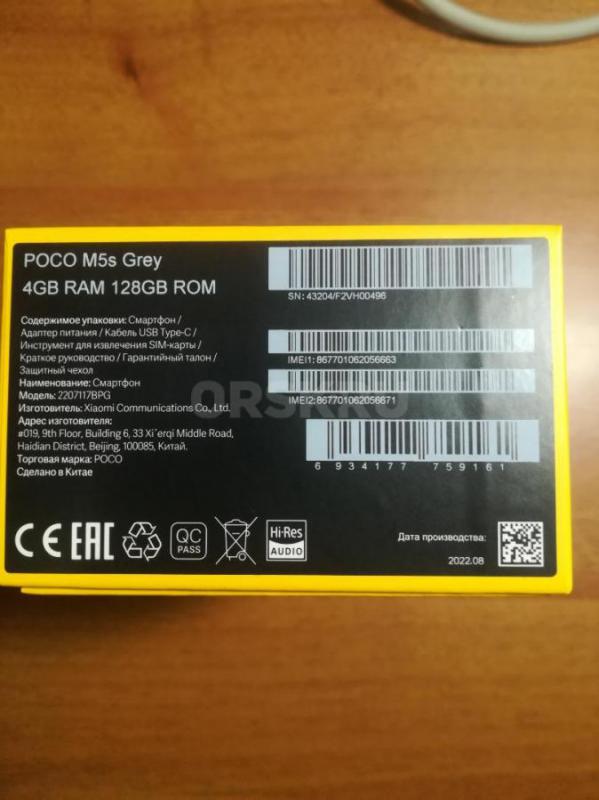 POCO M5s Grey
4GB RAM 128GB ROM
Содержимое упаковки: Смартфон /
Адаптер питания / Кабель USB Type-C /
Инструмент для извлечения SIM-карты /
Краткое руководство / Гарантийный талон /
Защитный чехол
Наименование: Смартфон
Модель: 2207117BPG
Изготовитель: Xiaomi Communications Co., Ltd.
Адрес изготовителя:
#019, 9th Floor, Building 6, 33 Xi'erqi Middle Road,
Haidian District, Beijing, 100085, Китай.
Торговая марка: POCO
Сделано в Китае
SN: 43204/F2VH00496
IMEI1: 867701062056663
IMEI2: 867701062056671
6 934177 759161
ORSK.RU
CE EAC
QC
PASS
Hi-Res
AUDIO
Дата производства:
2022.08